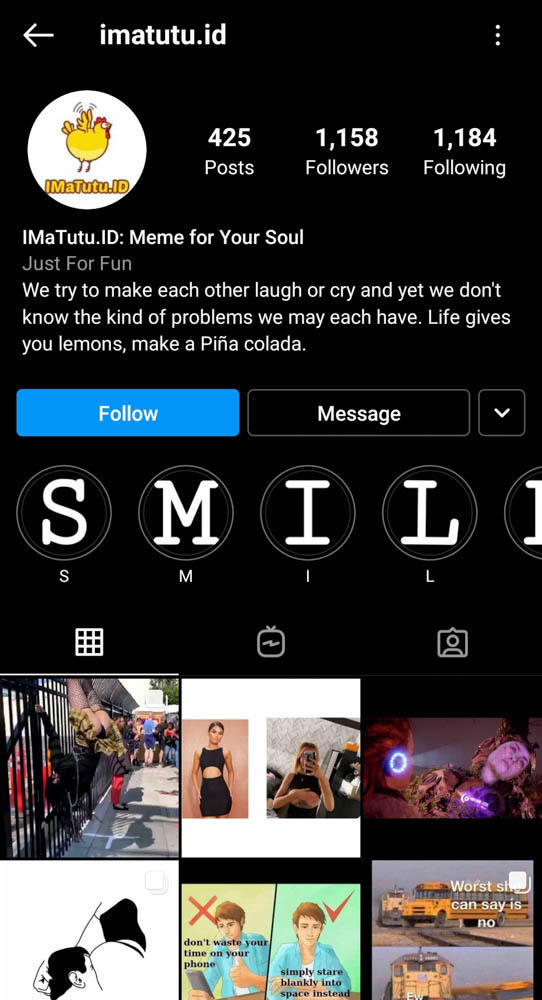 imatutu.id
IMaTutu.ID
425
Posts
1,158
Followers
1,184
Following
IMaTutu.ID: Meme for Your Soul
Just For Fun
We try to make each other laugh or cry and yet we don't
know the kind of problems we may each have. Life gives
you lemons, make a Piña colada.
Follow
Message
S
M
I
L
S
M
I
L
Worst she
can say is
no
don't waste your
time on your
phone
simply stare
blankly into
space instead
Ew